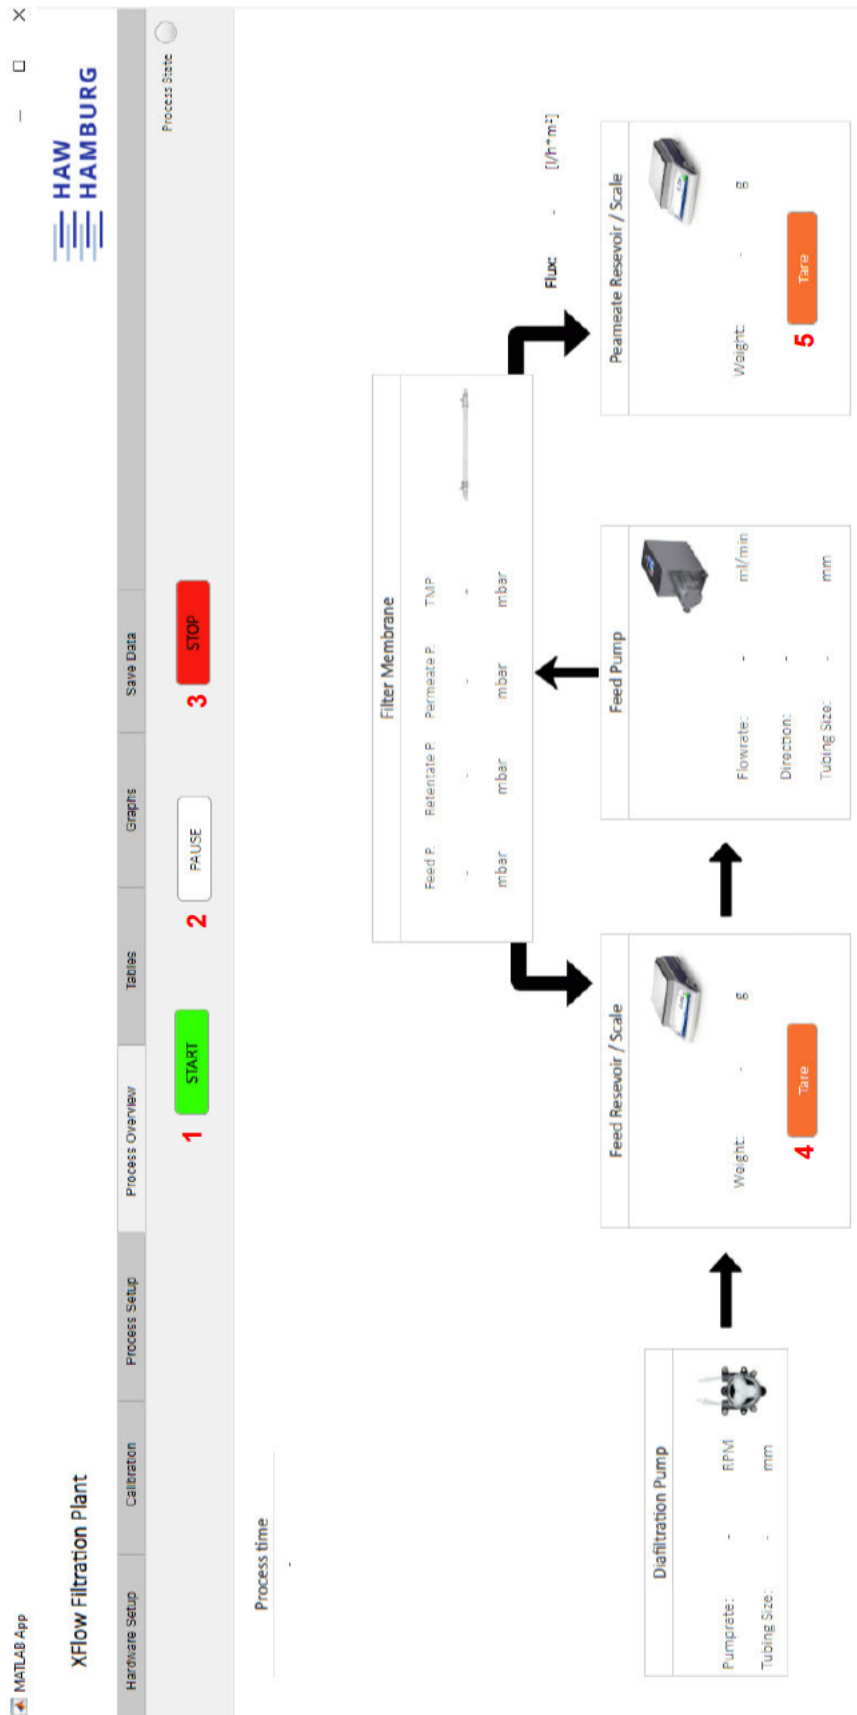 MATLAB App
XFlow Filtration Plant
HAW
HAMBURG
Hardware Setup
Calibration
Process Setup
Process Overview
Tables
Graphs
Save Data
1
START
2
PAUSE
3
STOP
Process State
Process time
-
Filter Membrane
Feed P. Retentate P. Permeate P. TMP
- - - -
mbar mbar mbar mbar
Flux: - [l/h*m²]
Diafiltration Pump
Pumprate: - RPM
Tubing Size: - mm
Feed Resevoir / Scale
Weight: - g
4
Tare
Feed Pump
Flowrate: - ml/min
Direction: -
Tubing Size: - mm
Peameate Resevoir / Scale
Weight: - g
5
Tare